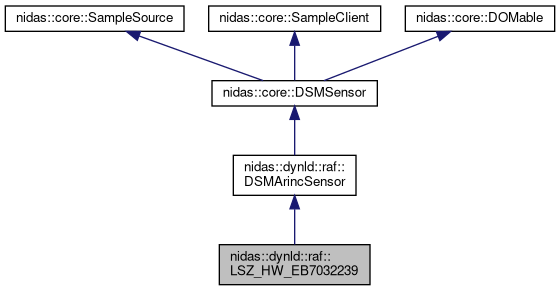 nidas::core::SampleSource
nidas::core::SampleClient
nidas::core::DOMable
nidas::core::DSMSensor
nidas::dynld::raf::
DSMArincSensor
nidas::dynld::raf::
LSZ_HW_EB7032239